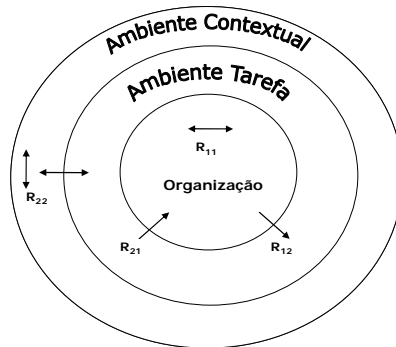 Ambiente Contextual
Ambiente Tarefa
R11
Organização
R22
R21
R12